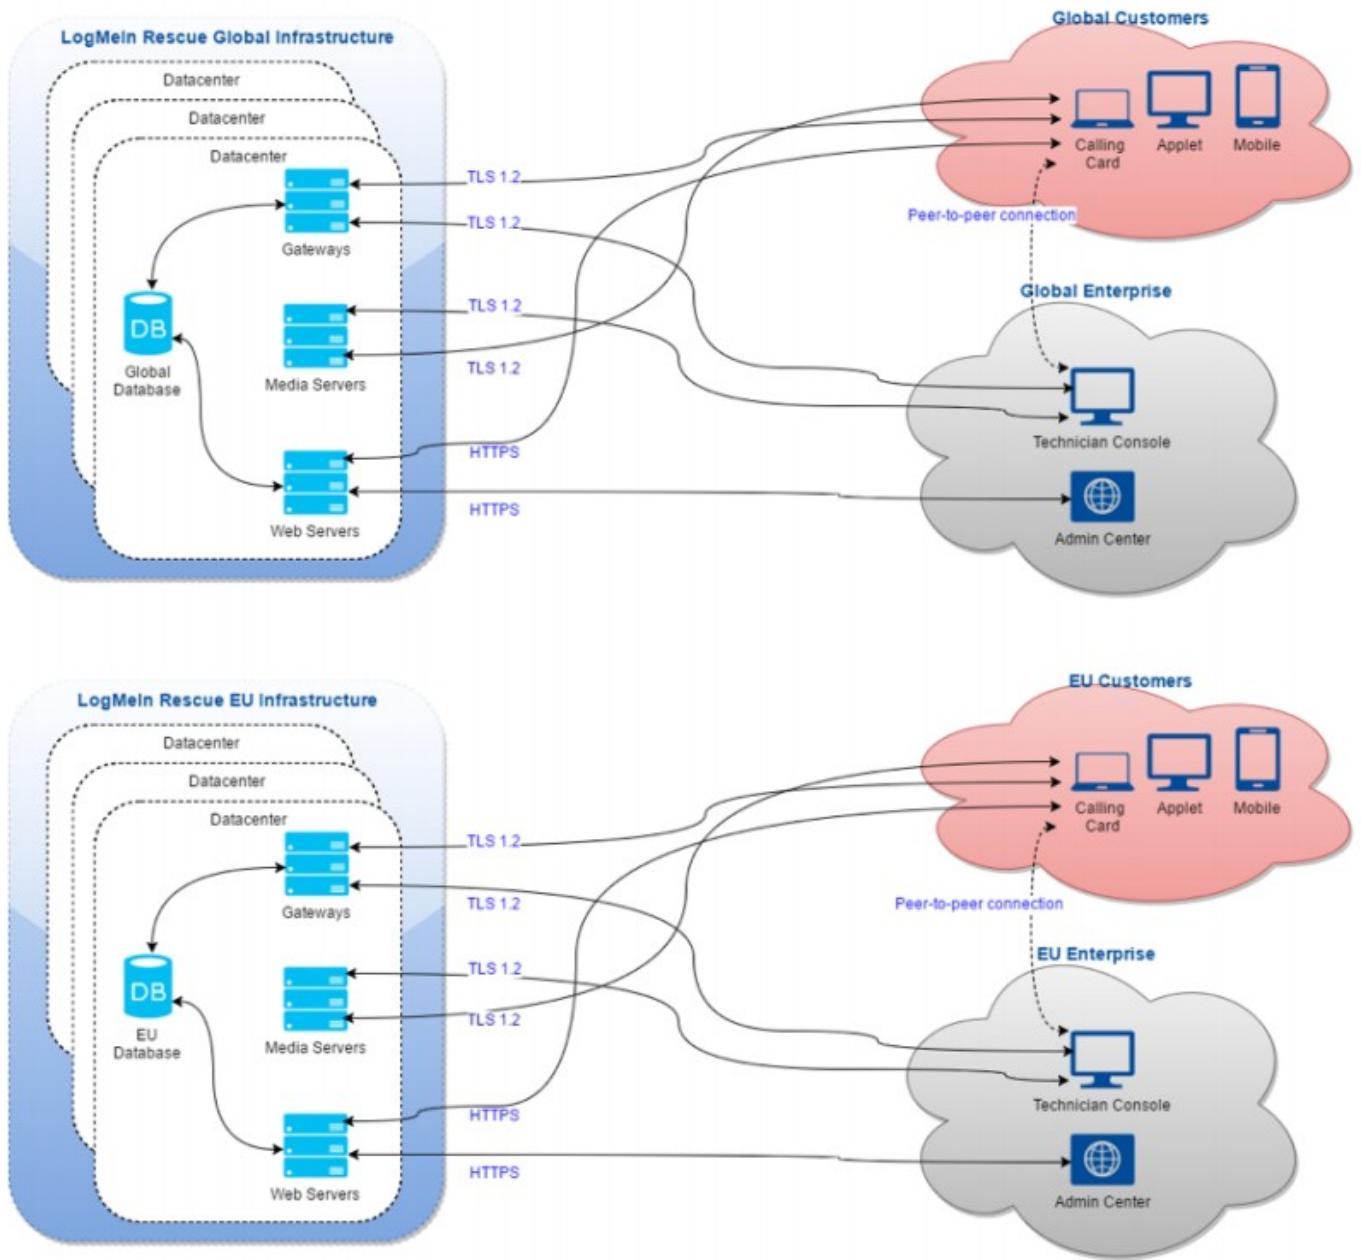 LogMeIn Rescue Global Infrastructure
Datacenter
Datacenter
Datacenter
Gateways
DB
Global
Database
Media Servers
Web Servers
TLS 1.2
TLS 1.2
TLS 1.2
TLS 1.2
HTTPS
HTTPS
Global Customers
Calling
Card
Applet
Mobile
Peer-to-peer connection
Global Enterprise
Technician Console
Admin Center
LogMeIn Rescue EU Infrastructure
Datacenter
Datacenter
Datacenter
Gateways
DB
EU
Database
Media Servers
Web Servers
TLS 1.2
TLS 1.2
TLS 1.2
TLS 1.2
HTTPS
HTTPS
EU Customers
Calling
Card
Applet
Mobile
Peer-to-peer connection
EU Enterprise
Technician Console
Admin Center